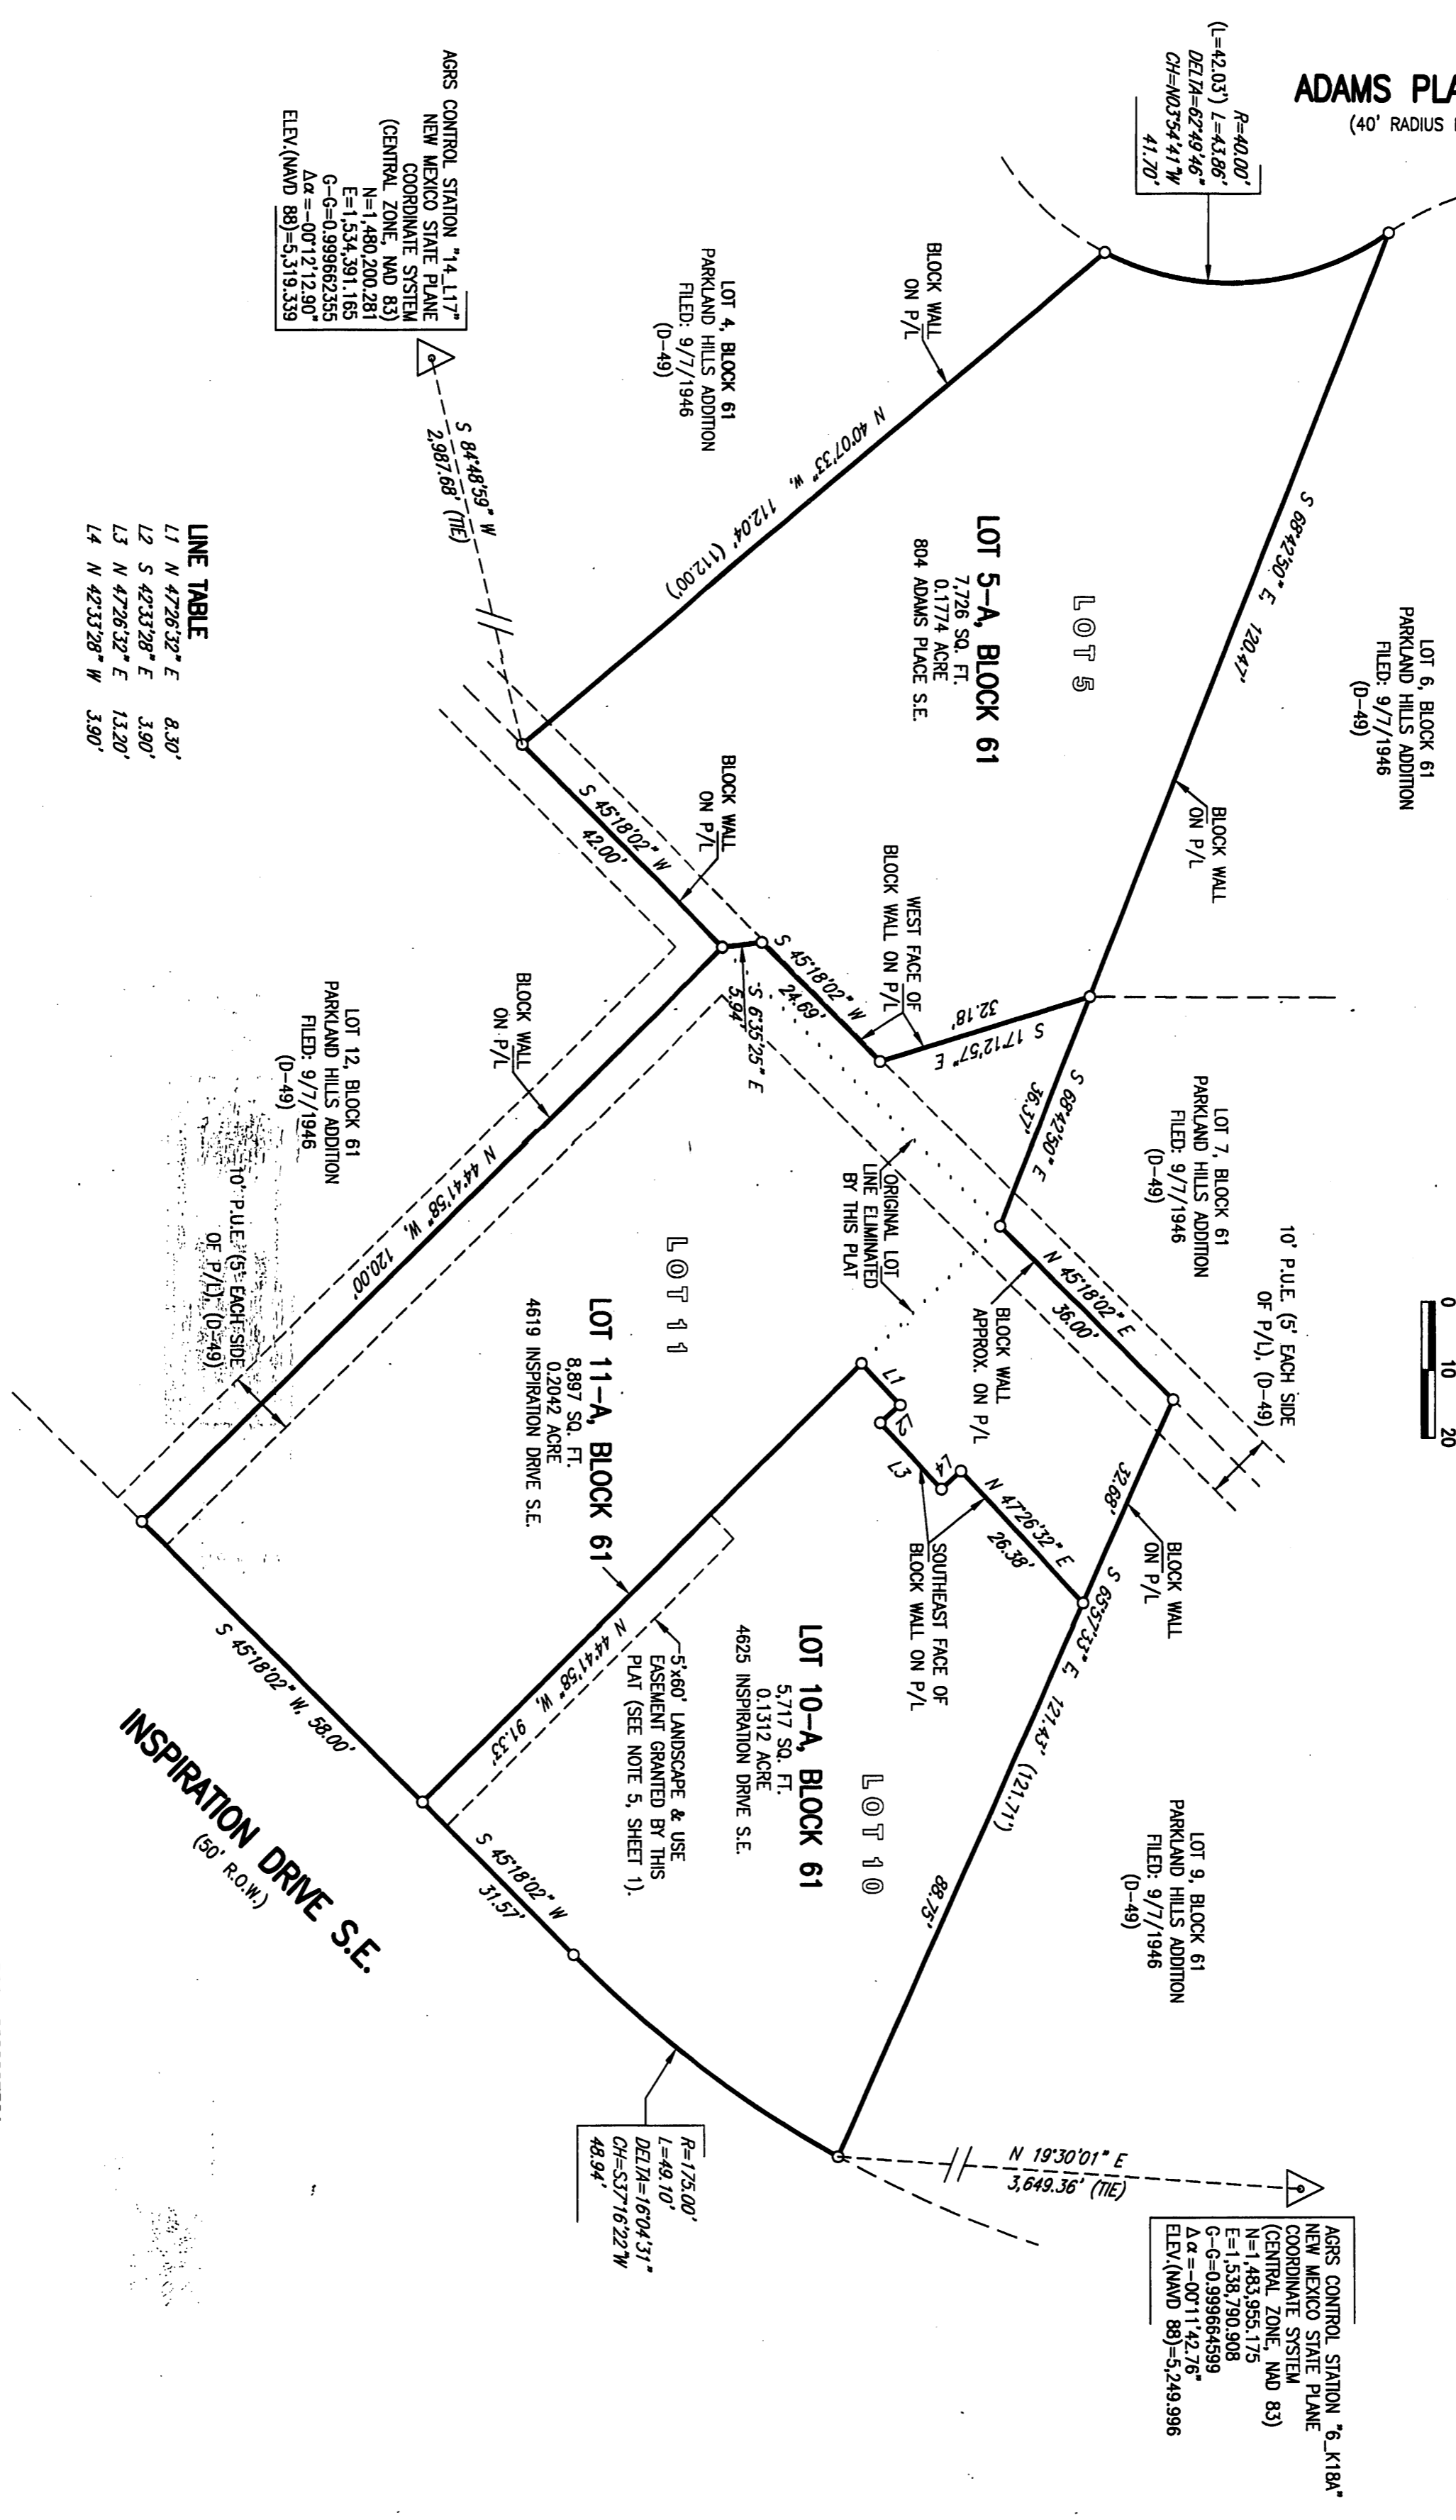 ADAMS PLA
(40' RADIUS
R=40.00'
(L=42.03') L=43.86'
DELTA=62°49'46"
CH=N03°54'41"W
41.70'
AGRS CONTROL STATION "14_L17"
NEW MEXICO STATE PLANE
COORDINATE SYSTEM
(CENTRAL ZONE, NAD 83)
N=1,480,200.281
E=1,534,391.165
G-G=0.999662355
Δα=-00°12'12.90"
ELEV.(NAVD 88)=5,319.339
S 84°48'59" W
2,987.68' (TIE)
LOT 4, BLOCK 61
PARKLAND HILLS ADDITION
FILED: 9/7/1946
(D-49)
BLOCK WALL
ON P/L
N 40°07'33" W, 112.04' (112.00')
LOT 6, BLOCK 61
PARKLAND HILLS ADDITION
FILED: 9/7/1946
(D-49)
S 68°42'50" E, 120.47'
BLOCK WALL
ON P/L
LOT 5
LOT 5-A, BLOCK 61
7,726 SQ. FT.
0.1774 ACRE
804 ADAMS PLACE S.E.
LINE TABLE
L1 N 47°26'32" E 8.30'
L2 S 42°33'28" E 3.90'
L3 N 47°26'32" E 13.20'
L4 N 42°33'28" W 3.90'
BLOCK WALL
ON P/L
S 45°18'02" W
42.00'
WEST FACE OF
BLOCK WALL ON P/L
S 45°18'02" W
24.69'
S 6°35'25" E
5.94'
S 17°12'57" E
32.18'
S 68°42'50" E
36.37'
LOT 7, BLOCK 61
PARKLAND HILLS ADDITION
FILED: 9/7/1946
(D-49)
10' P.U.E. (5' EACH SIDE
OF P/L), (D-49)
0 10 20
N 45°18'02" E
36.00'
BLOCK WALL
APPROX. ON P/L
ORIGINAL LOT
LINE ELIMINATED
BY THIS PLAT
LOT 12, BLOCK 61
PARKLAND HILLS ADDITION
FILED: 9/7/1946
(D-49)
BLOCK WALL
ON P/L
N 44°41'58" W, 120.00'
10' P.U.E. (5' EACH SIDE
OF P/L), (D-49)
LOT 11
LOT 11-A, BLOCK 61
8,897 SQ. FT.
0.2042 ACRE
4619 INSPIRATION DRIVE S.E.
L1
L2
L3
L4
N 47°26'32" E
26.38'
SOUTHEAST FACE OF
BLOCK WALL ON P/L
32.68'
BLOCK WALL
ON P/L
S 65°57'33" E, 121.43' (121.71')
88.75'
LOT 9, BLOCK 61
PARKLAND HILLS ADDITION
FILED: 9/7/1946
(D-49)
LOT 10
LOT 10-A, BLOCK 61
5,717 SQ. FT.
0.1312 ACRE
4625 INSPIRATION DRIVE S.E.
5'x60' LANDSCAPE & USE
EASEMENT GRANTED BY THIS
PLAT (SEE NOTE 5, SHEET 1).
N 44°41'58" W, 91.33'
S 45°18'02" W, 58.00'
S 45°18'02" W
31.57'
INSPIRATION DRIVE S.E.
(50' R.O.W.)
R=175.00'
L=49.10'
DELTA=16°04'31"
CH=S37°16'22"W
48.94'
N 19°30'01" E
3,649.36' (TIE)
AGRS CONTROL STATION "6_K18A"
NEW MEXICO STATE PLANE
COORDINATE SYSTEM
(CENTRAL ZONE, NAD 83)
N=1,483,955.175
E=1,538,790.908
G-G=0.999664599
Δα=-00°11'42.76"
ELEV.(NAVD 88)=5,249.996